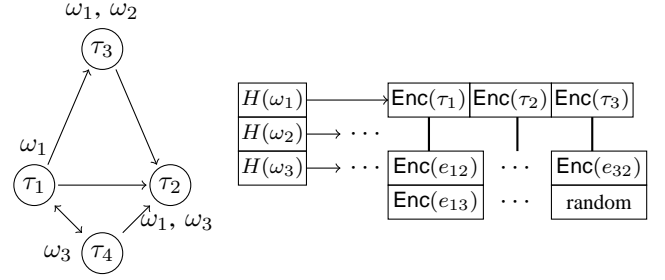 ω₁, ω₂
τ₃
ω₁
τ₁
τ₂
ω₁, ω₃
ω₃
τ₄
H(ω₁) Enc(τ₁) Enc(τ₂) Enc(τ₃)
H(ω₂) ···
H(ω₃) ··· Enc(e₁₂) ··· Enc(e₃₂)
Enc(e₁₃) ··· random